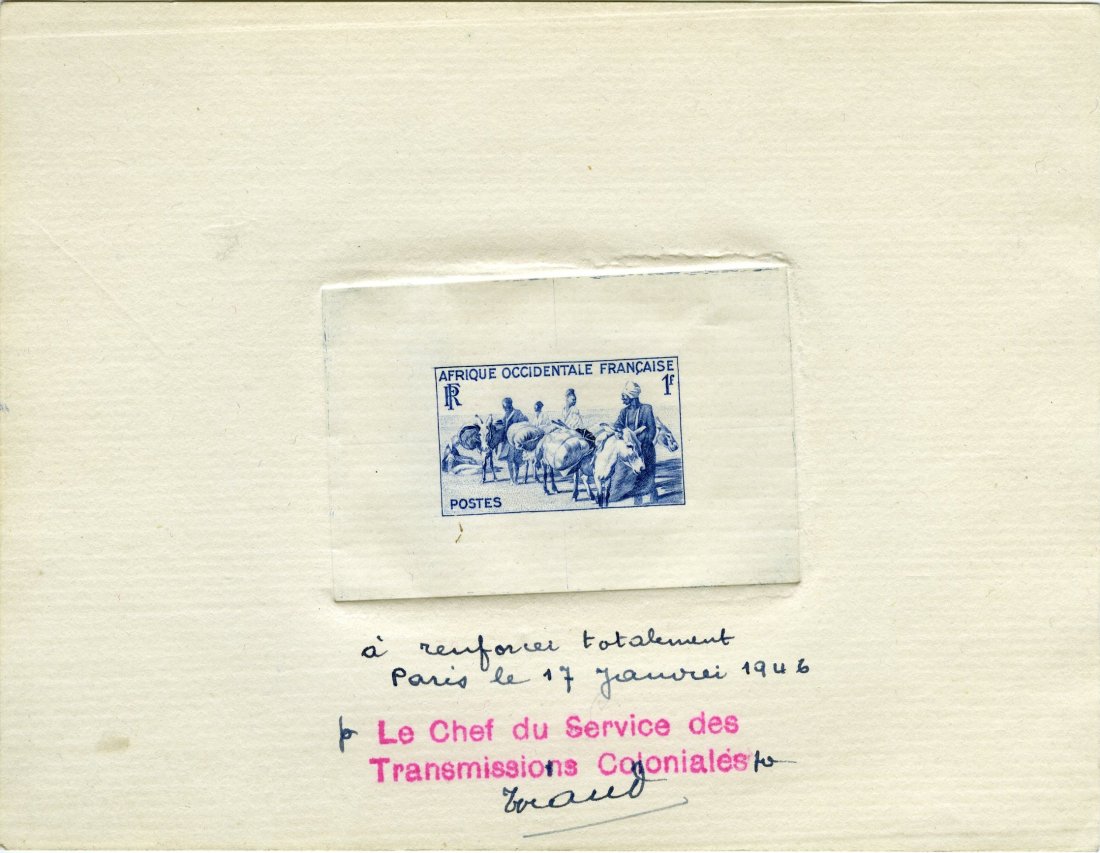 AFRIQUE OCCIDENTALE FRANÇAISE
RF 1f
POSTES
à renforcer totalement
Paris le 17 Janvier 1946
p Le Chef du Service des
Transmissions Coloniales